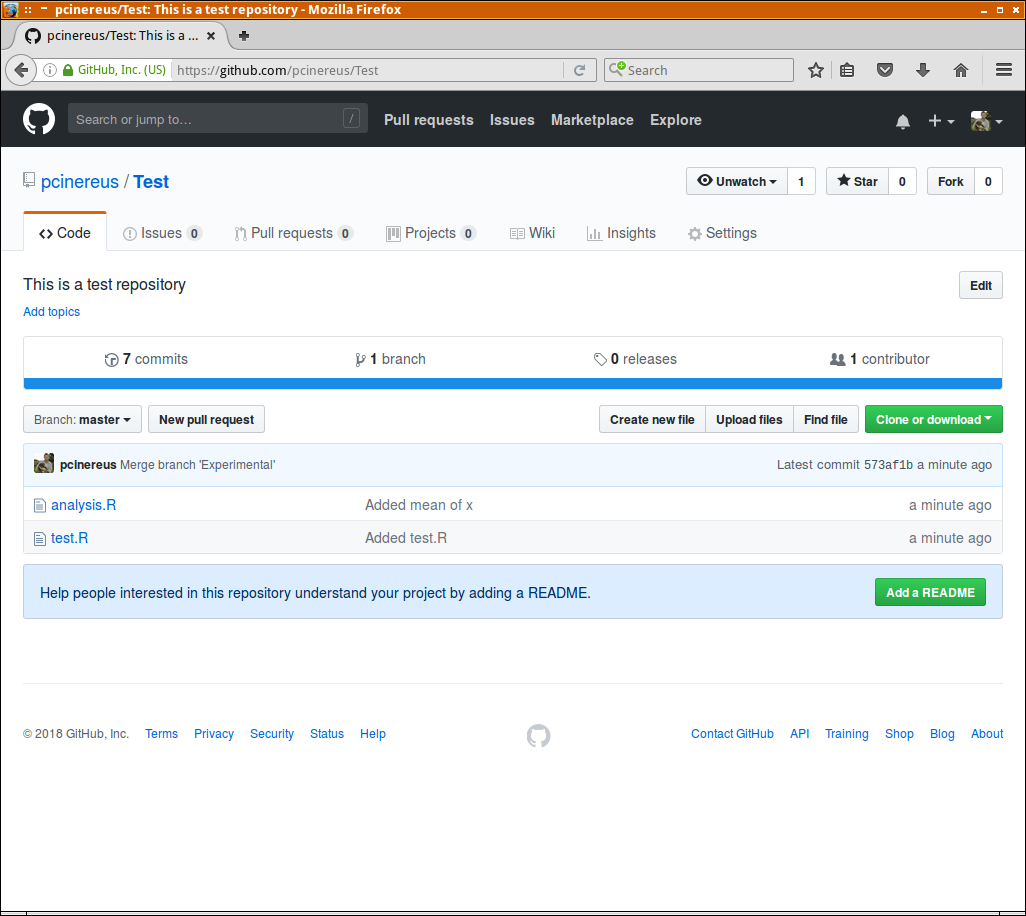 pcinereus/Test: This is a test repository - Mozilla Firefox
pcinereus/Test: This is a ...
GitHub, Inc. (US) https://github.com/pcinereus/Test Search
Search or jump to… / Pull requests Issues Marketplace Explore
pcinereus / Test Unwatch 1 Star 0 Fork 0
Code Issues 0 Pull requests 0 Projects 0 Wiki Insights Settings
This is a test repository Edit
Add topics
7 commits 1 branch 0 releases 1 contributor
Branch: master New pull request Create new file Upload files Find file Clone or download
pcinereus Merge branch 'Experimental' Latest commit 573af1b a minute ago
analysis.R Added mean of x a minute ago
test.R Added test.R a minute ago
Help people interested in this repository understand your project by adding a README. Add a README
© 2018 GitHub, Inc. Terms Privacy Security Status Help Contact GitHub API Training Shop Blog About